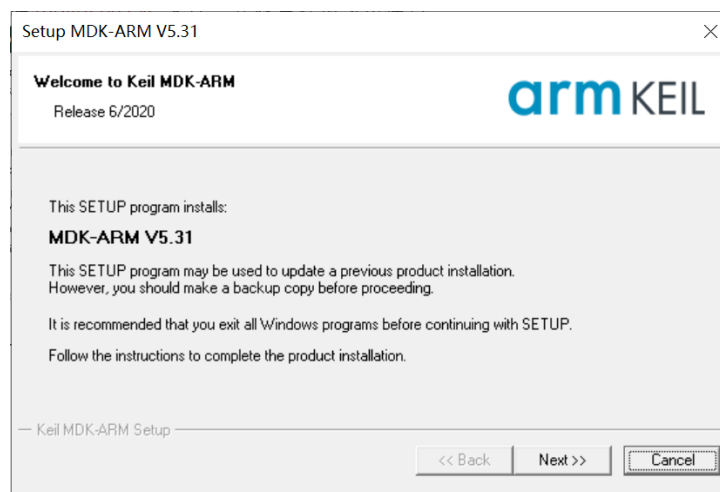 Setup MDK-ARM V5.31
Welcome to Keil MDK-ARM
Release 6/2020
arm KEIL
This SETUP program installs:
MDK-ARM V5.31
This SETUP program may be used to update a previous product installation.
However, you should make a backup copy before proceeding.
It is recommended that you exit all Windows programs before continuing with SETUP.
Follow the instructions to complete the product installation.
Keil MDK-ARM Setup
<< Back
Next >>
Cancel